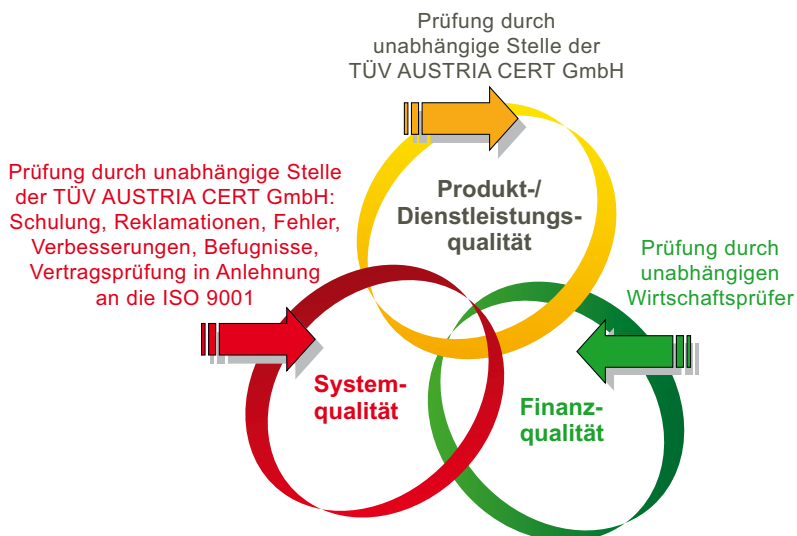 Prüfung durch
unabhängige Stelle der
TÜV AUSTRIA CERT GmbH
Prüfung durch unabhängige Stelle
der TÜV AUSTRIA CERT GmbH:
Schulung, Reklamationen, Fehler,
Verbesserungen, Befugnisse,
Vertragsprüfung in Anlehnung
an die ISO 9001
Produkt-/
Dienstleistungs-
qualität
Prüfung durch
unabhängigen
Wirtschaftsprüfer
System-
qualität
Finanz-
qualität